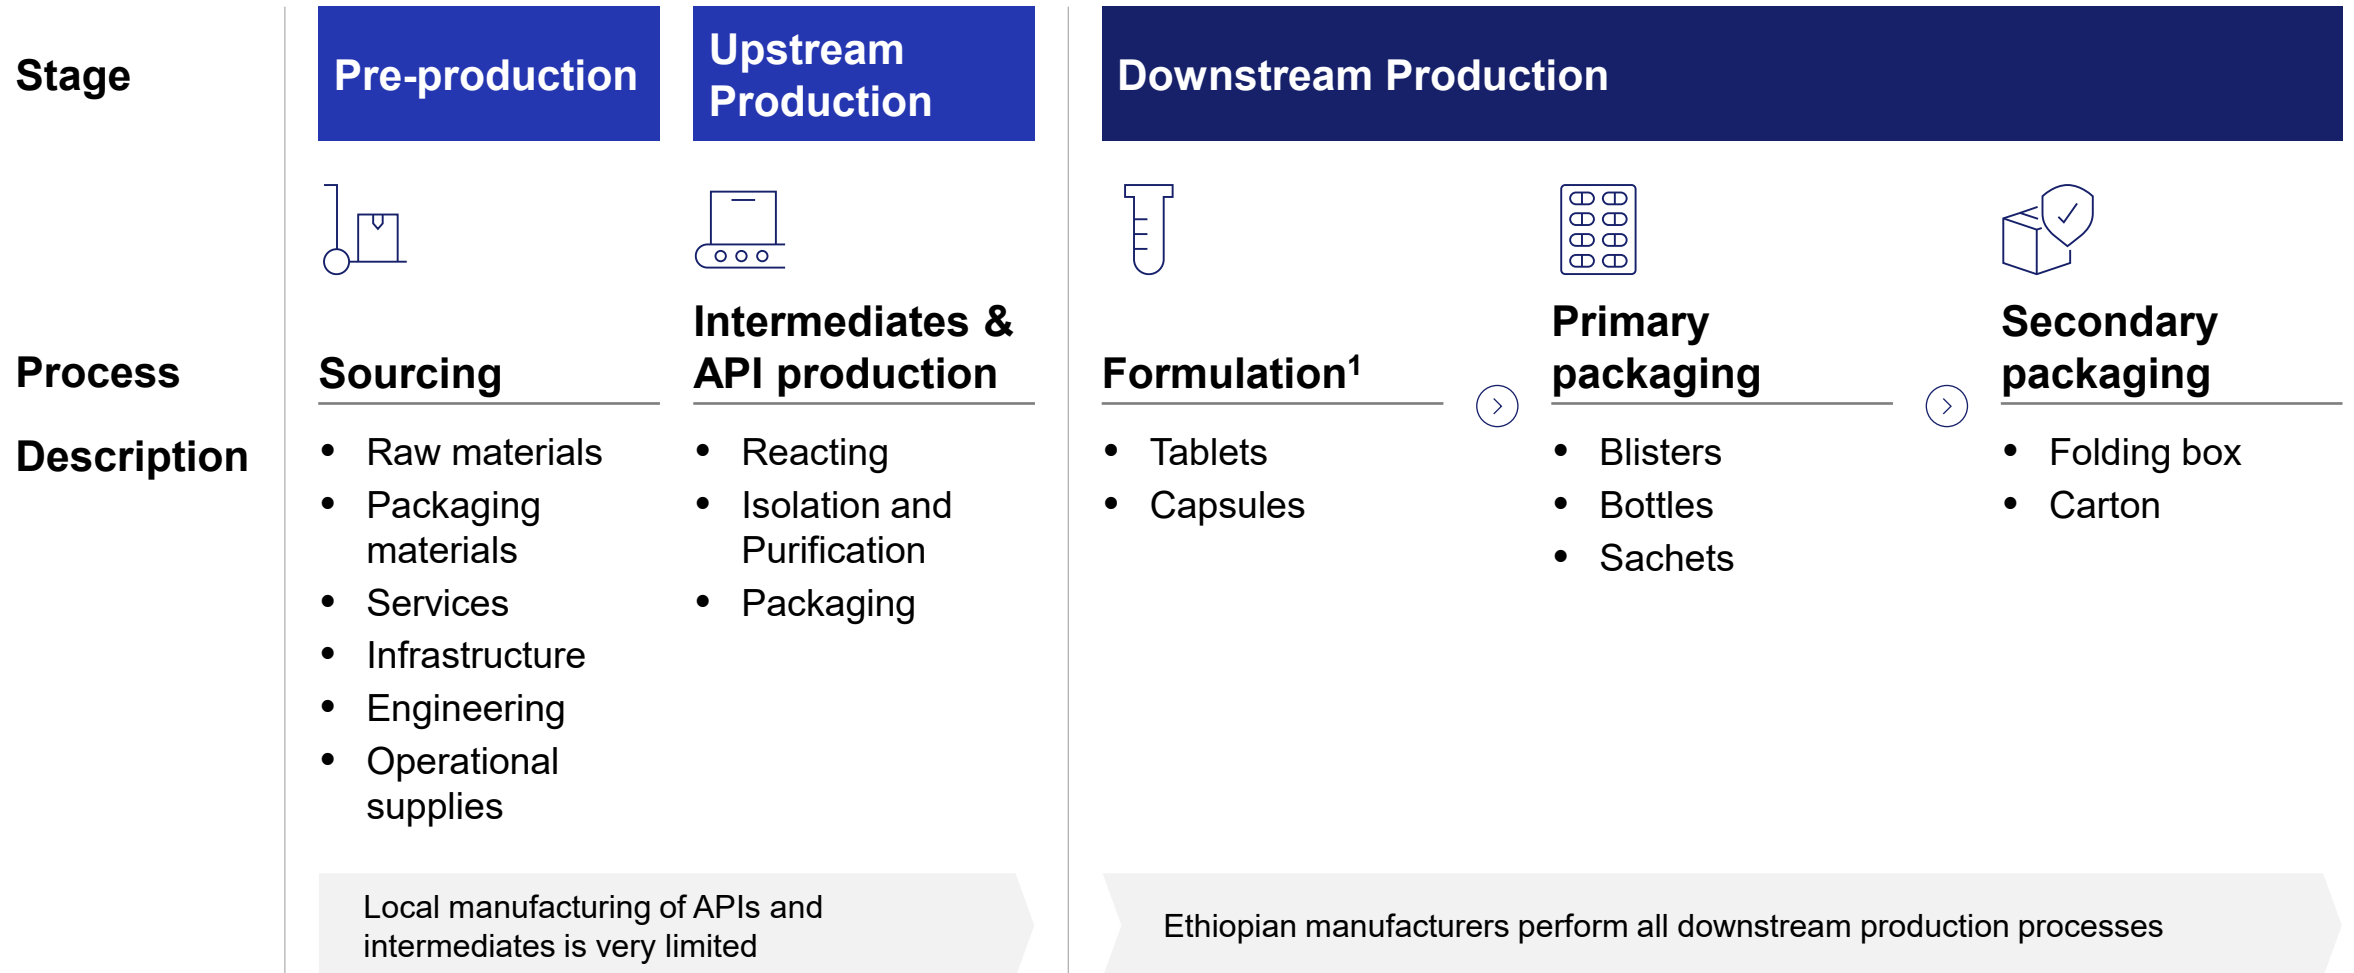 Stage
Pre-production
Upstream
Production
Downstream Production
Process
Sourcing
Intermediates &
API production
Formulation¹
Primary
packaging
Secondary
packaging
Description
• Raw materials
• Packaging
materials
• Services
• Infrastructure
• Engineering
• Operational
supplies
• Reacting
• Isolation and
Purification
• Packaging
• Tablets
• Capsules
• Blisters
• Bottles
• Sachets
• Folding box
• Carton
Local manufacturing of APIs and
intermediates is very limited
Ethiopian manufacturers perform all downstream production processes